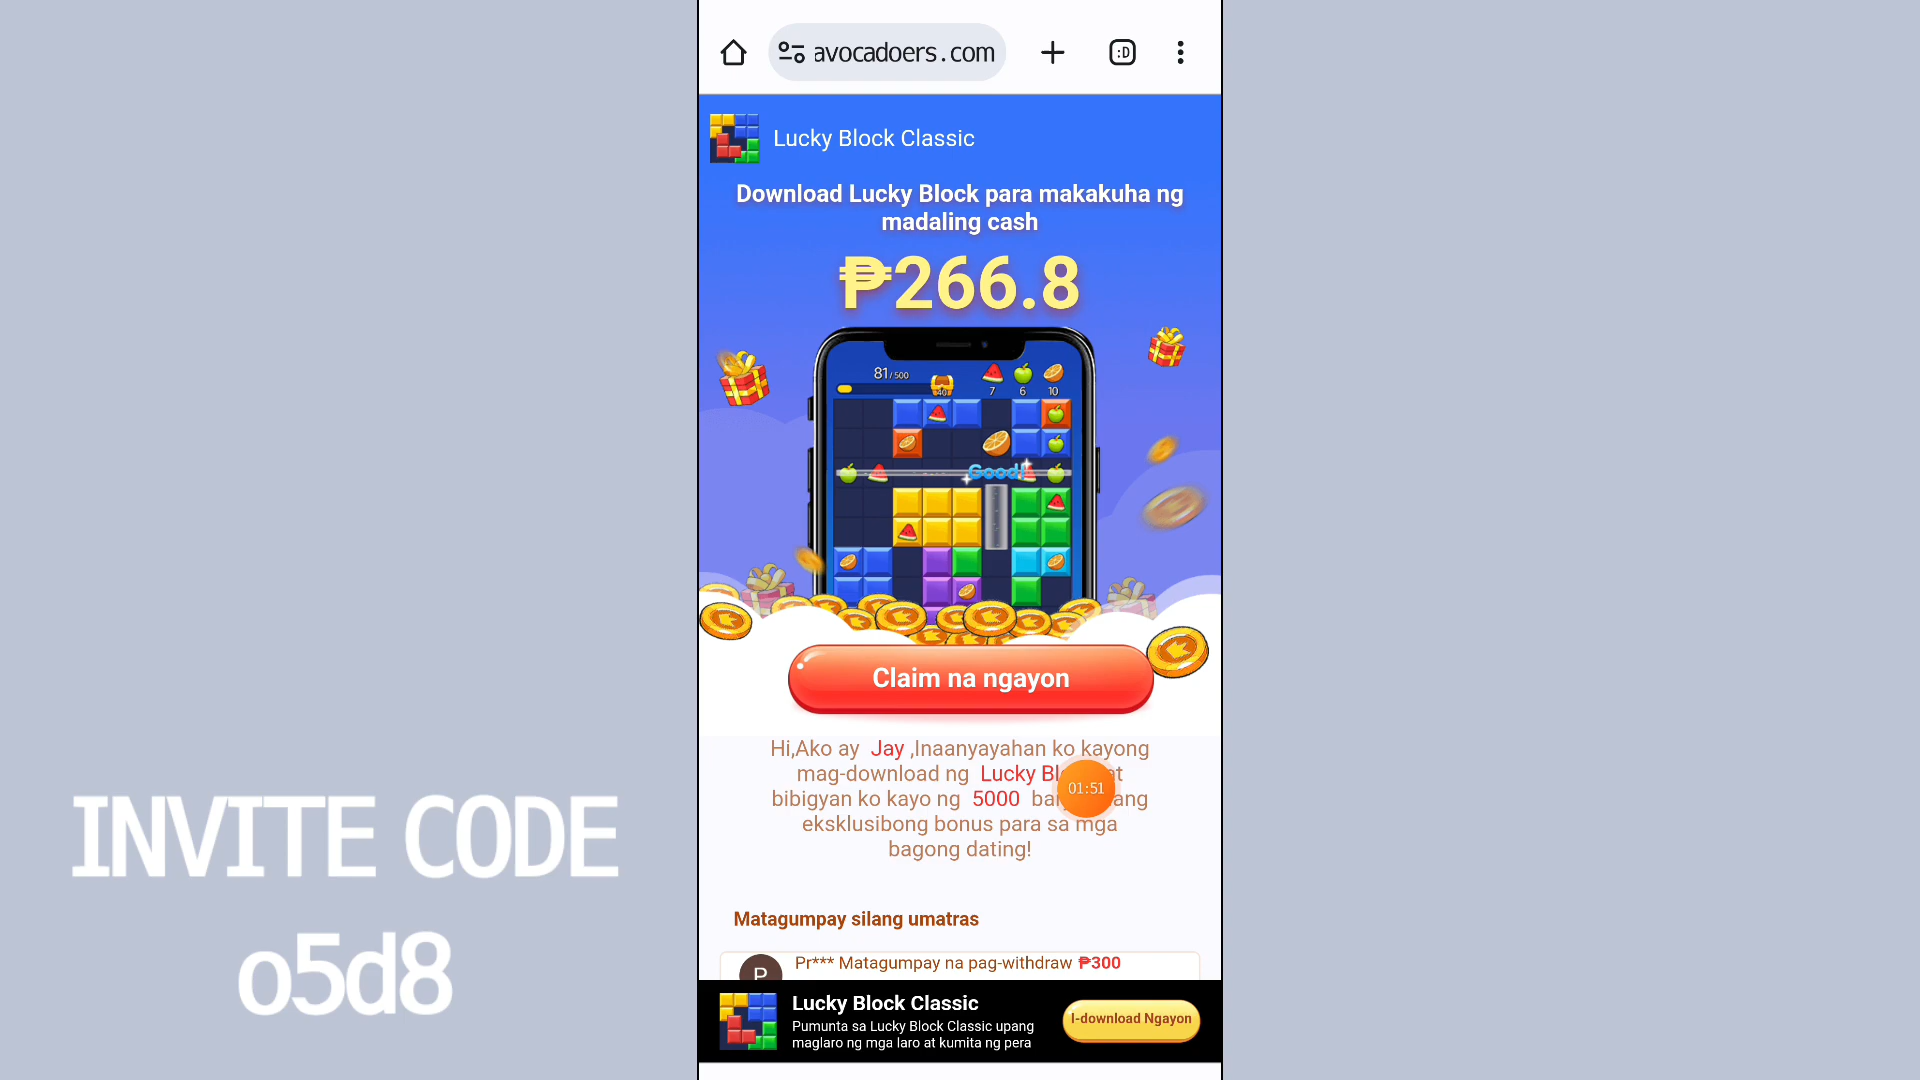 avocadoers.com
:D
Lucky Block Classic
Download Lucky Block para makakuha ng
madaling cash
₱266.8
81/500
40
7 6 10
Good!
Claim na ngayon
Hi,Ako ay Jay ,Inaanyayahan ko kayong
mag-download ng Lucky at
01:51
bibigyan ko kayo ng 5000
eksklusibong bonus para sa mga
bagong dating!
INVITE CODE
o5d8
Matagumpay silang umatras
P
Pr*** Matagumpay na pag-withdraw ₱300
Lucky Block Classic
Pumunta sa Lucky Block Classic upang
maglaro ng mga laro at kumita ng pera
I-download Ngayon